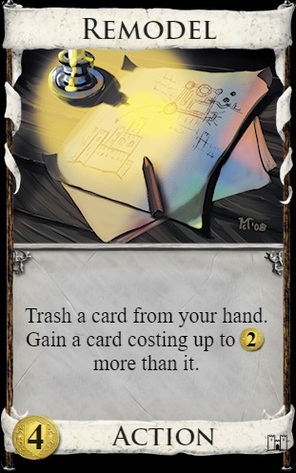 REMODEL
Trash a card from your hand.
Gain a card costing up to 2
more than it.
4 ACTION